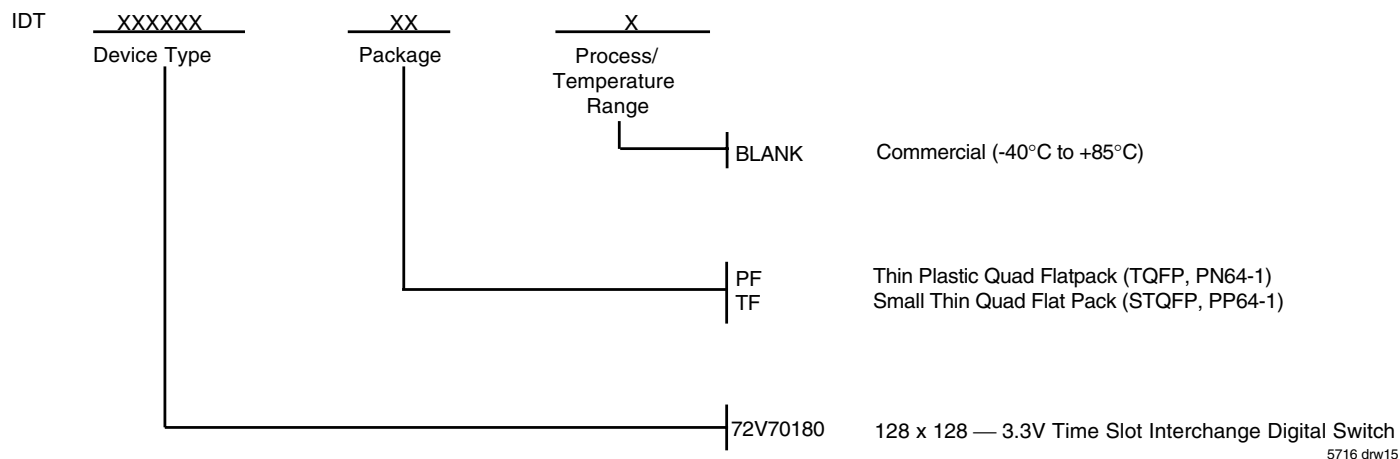 IDT XXXXXX XX X
Device Type Package Process/
Temperature
Range
BLANK Commercial (-40°C to +85°C)
PF Thin Plastic Quad Flatpack (TQFP, PN64-1)
TF Small Thin Quad Flat Pack (STQFP, PP64-1)
72V70180 128 x 128 — 3.3V Time Slot Interchange Digital Switch
5716 drw15